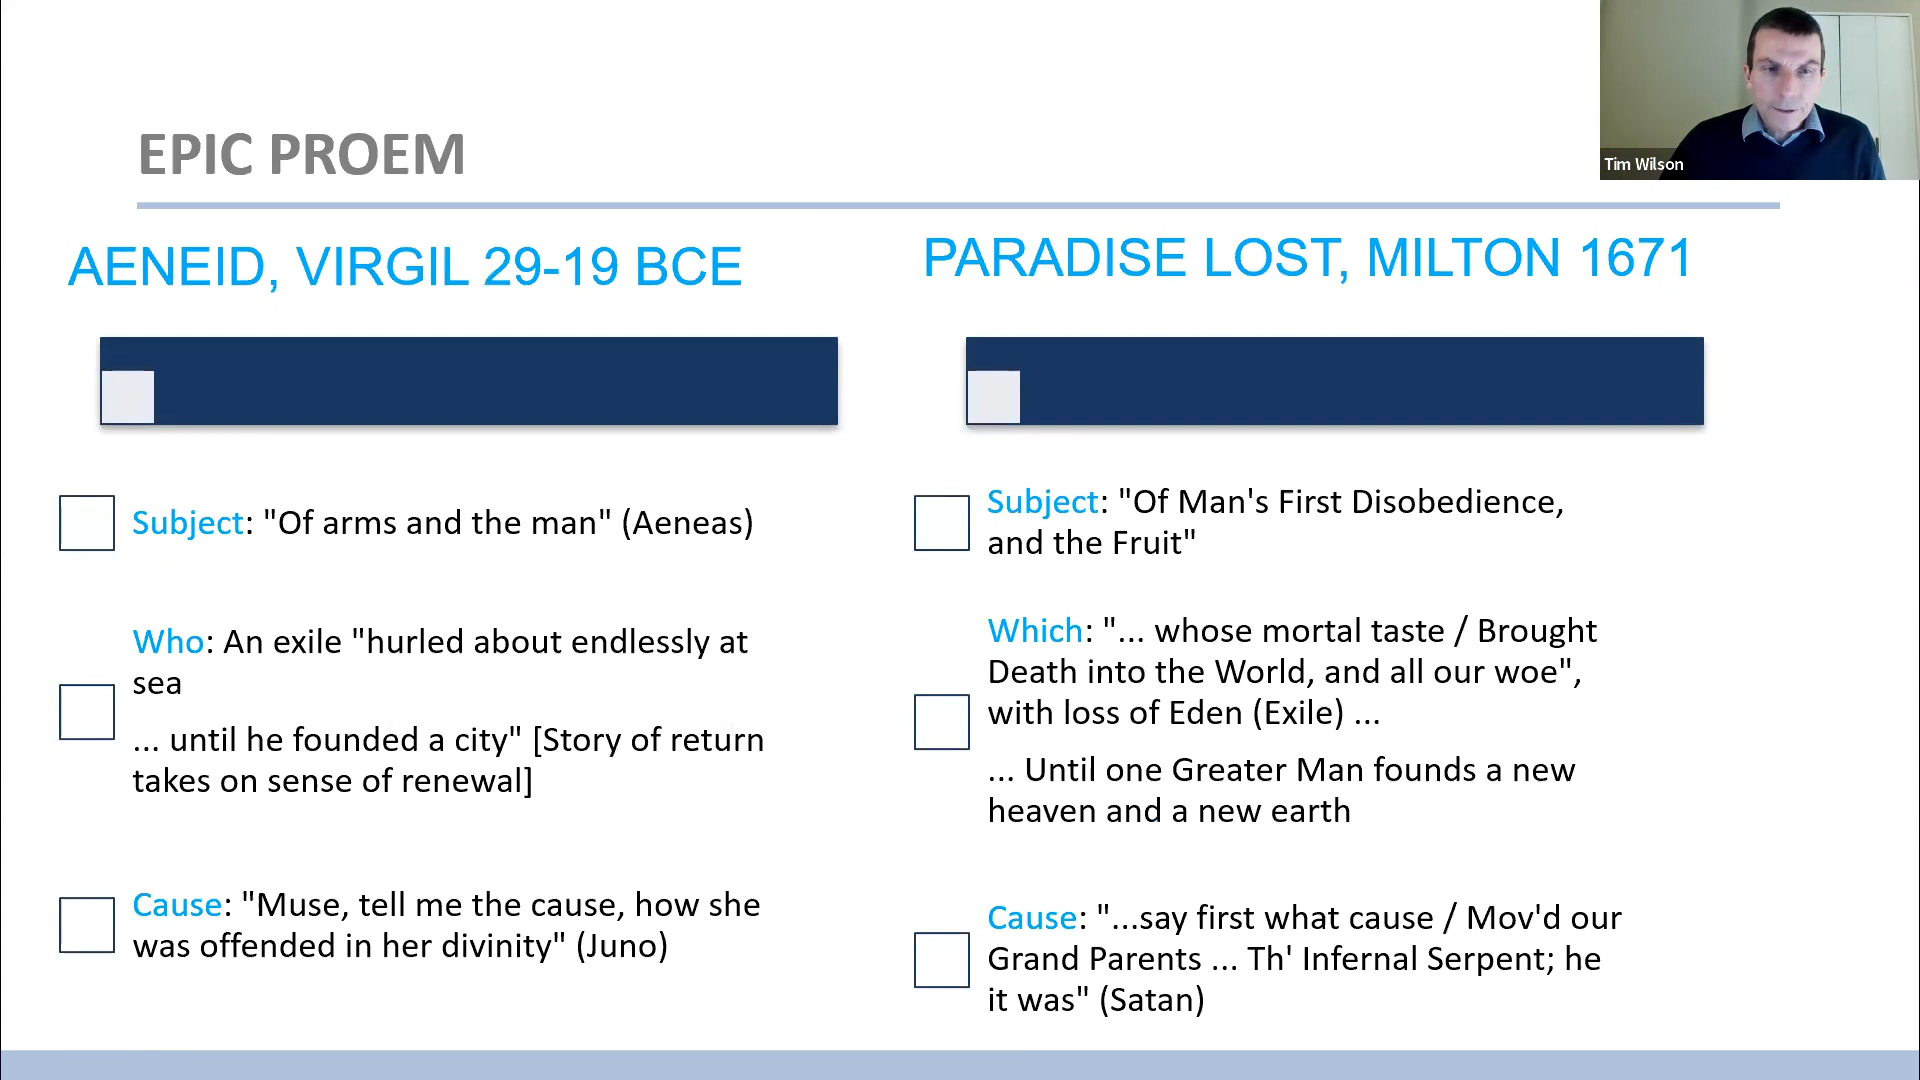 EPIC PROEM
Tim Wilson
AENEID, VIRGIL 29-19 BCE
Subject: "Of arms and the man" (Aeneas)
Who: An exile "hurled about endlessly at
sea
... until he founded a city" [Story of return
takes on sense of renewal]
Cause: "Muse, tell me the cause, how she
was offended in her divinity" (Juno)
PARADISE LOST, MILTON 1671
Subject: "Of Man's First Disobedience,
and the Fruit"
Which: "... whose mortal taste / Brought
Death into the World, and all our woe",
with loss of Eden (Exile) ...
... Until one Greater Man founds a new
heaven and a new earth
Cause: "...say first what cause / Mov'd our
Grand Parents ... Th' Infernal Serpent; he
it was" (Satan)